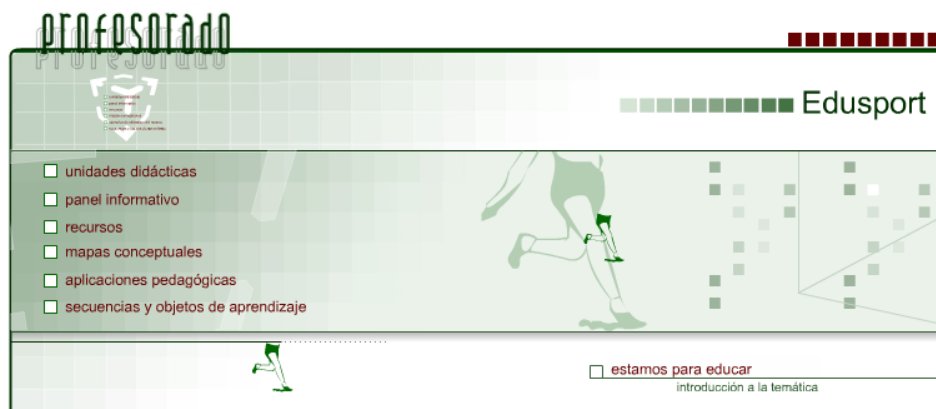 profesorado
Profesorado
Edusport
unidades didácticas
panel informativo
recursos
mapas conceptuales
aplicaciones pedagógicas
secuencias y objetos de aprendizaje
estamos para educar
introducción a la temática